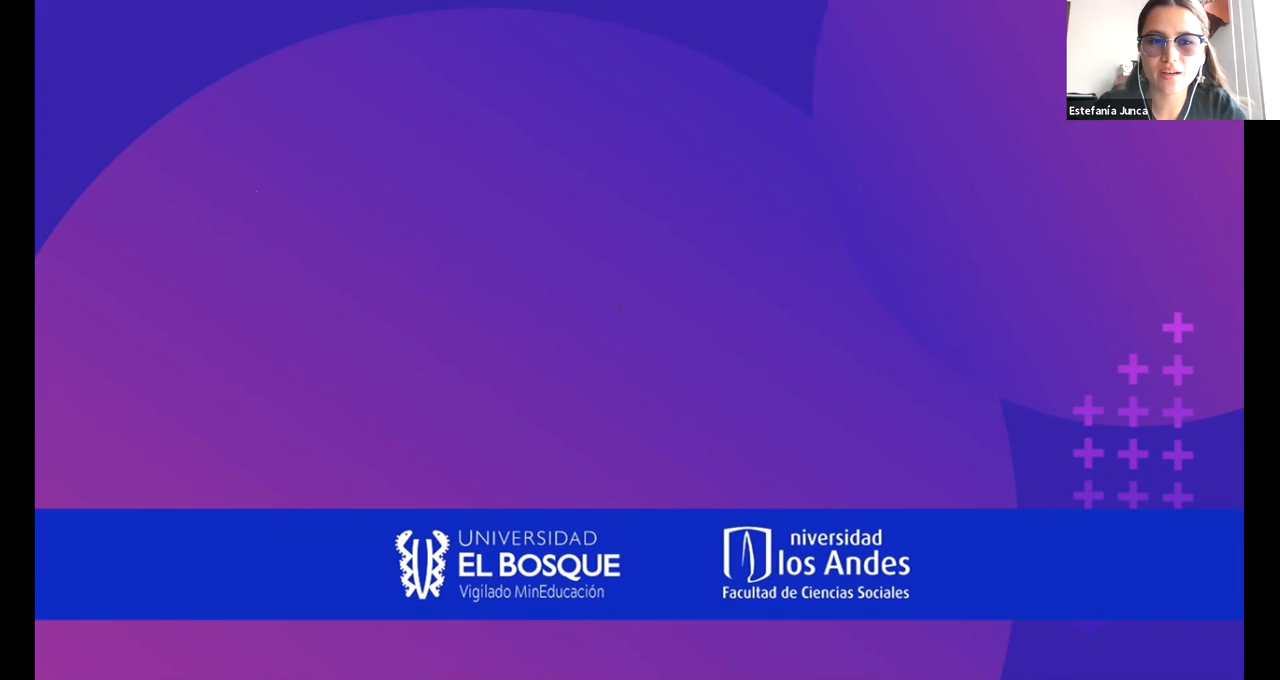 Estefanía Junca
UNIVERSIDAD
EL BOSQUE
Vigilado MinEducación
niversidad
los Andes
Facultad de Ciencias Sociales